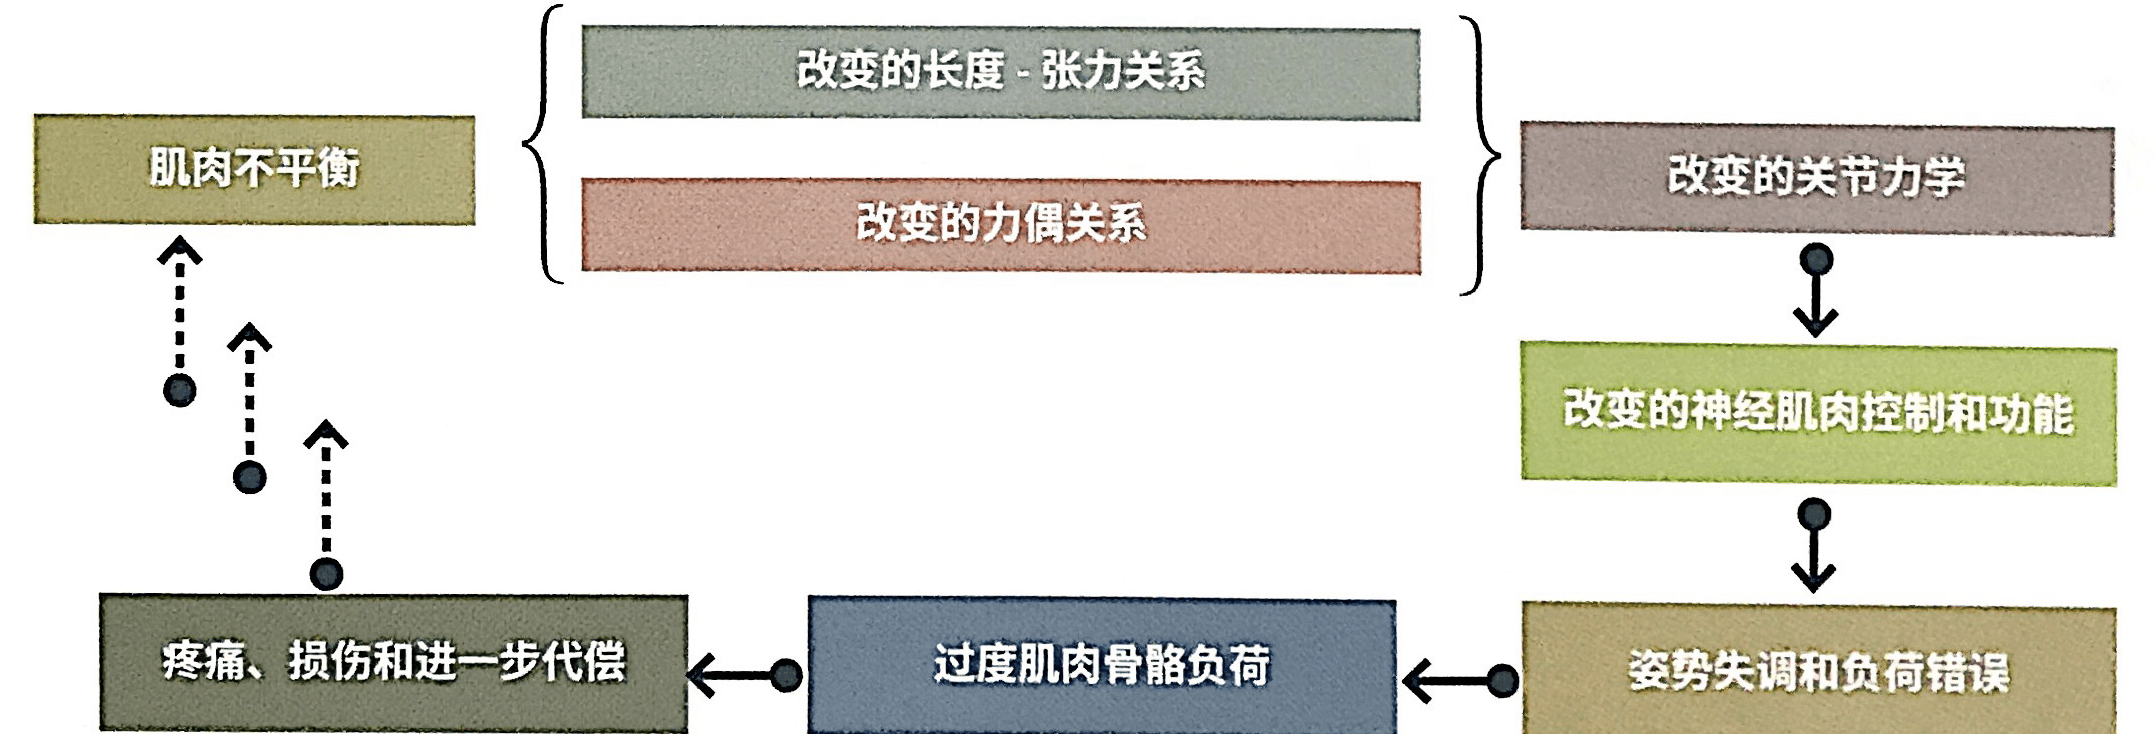 改变的长度 - 张力关系
肌肉不平衡
改变的力偶关系
改变的关节力学
改变的神经肌肉控制和功能
疼痛、损伤和进一步代偿
过度肌肉骨骼负荷
姿势失调和负荷错误